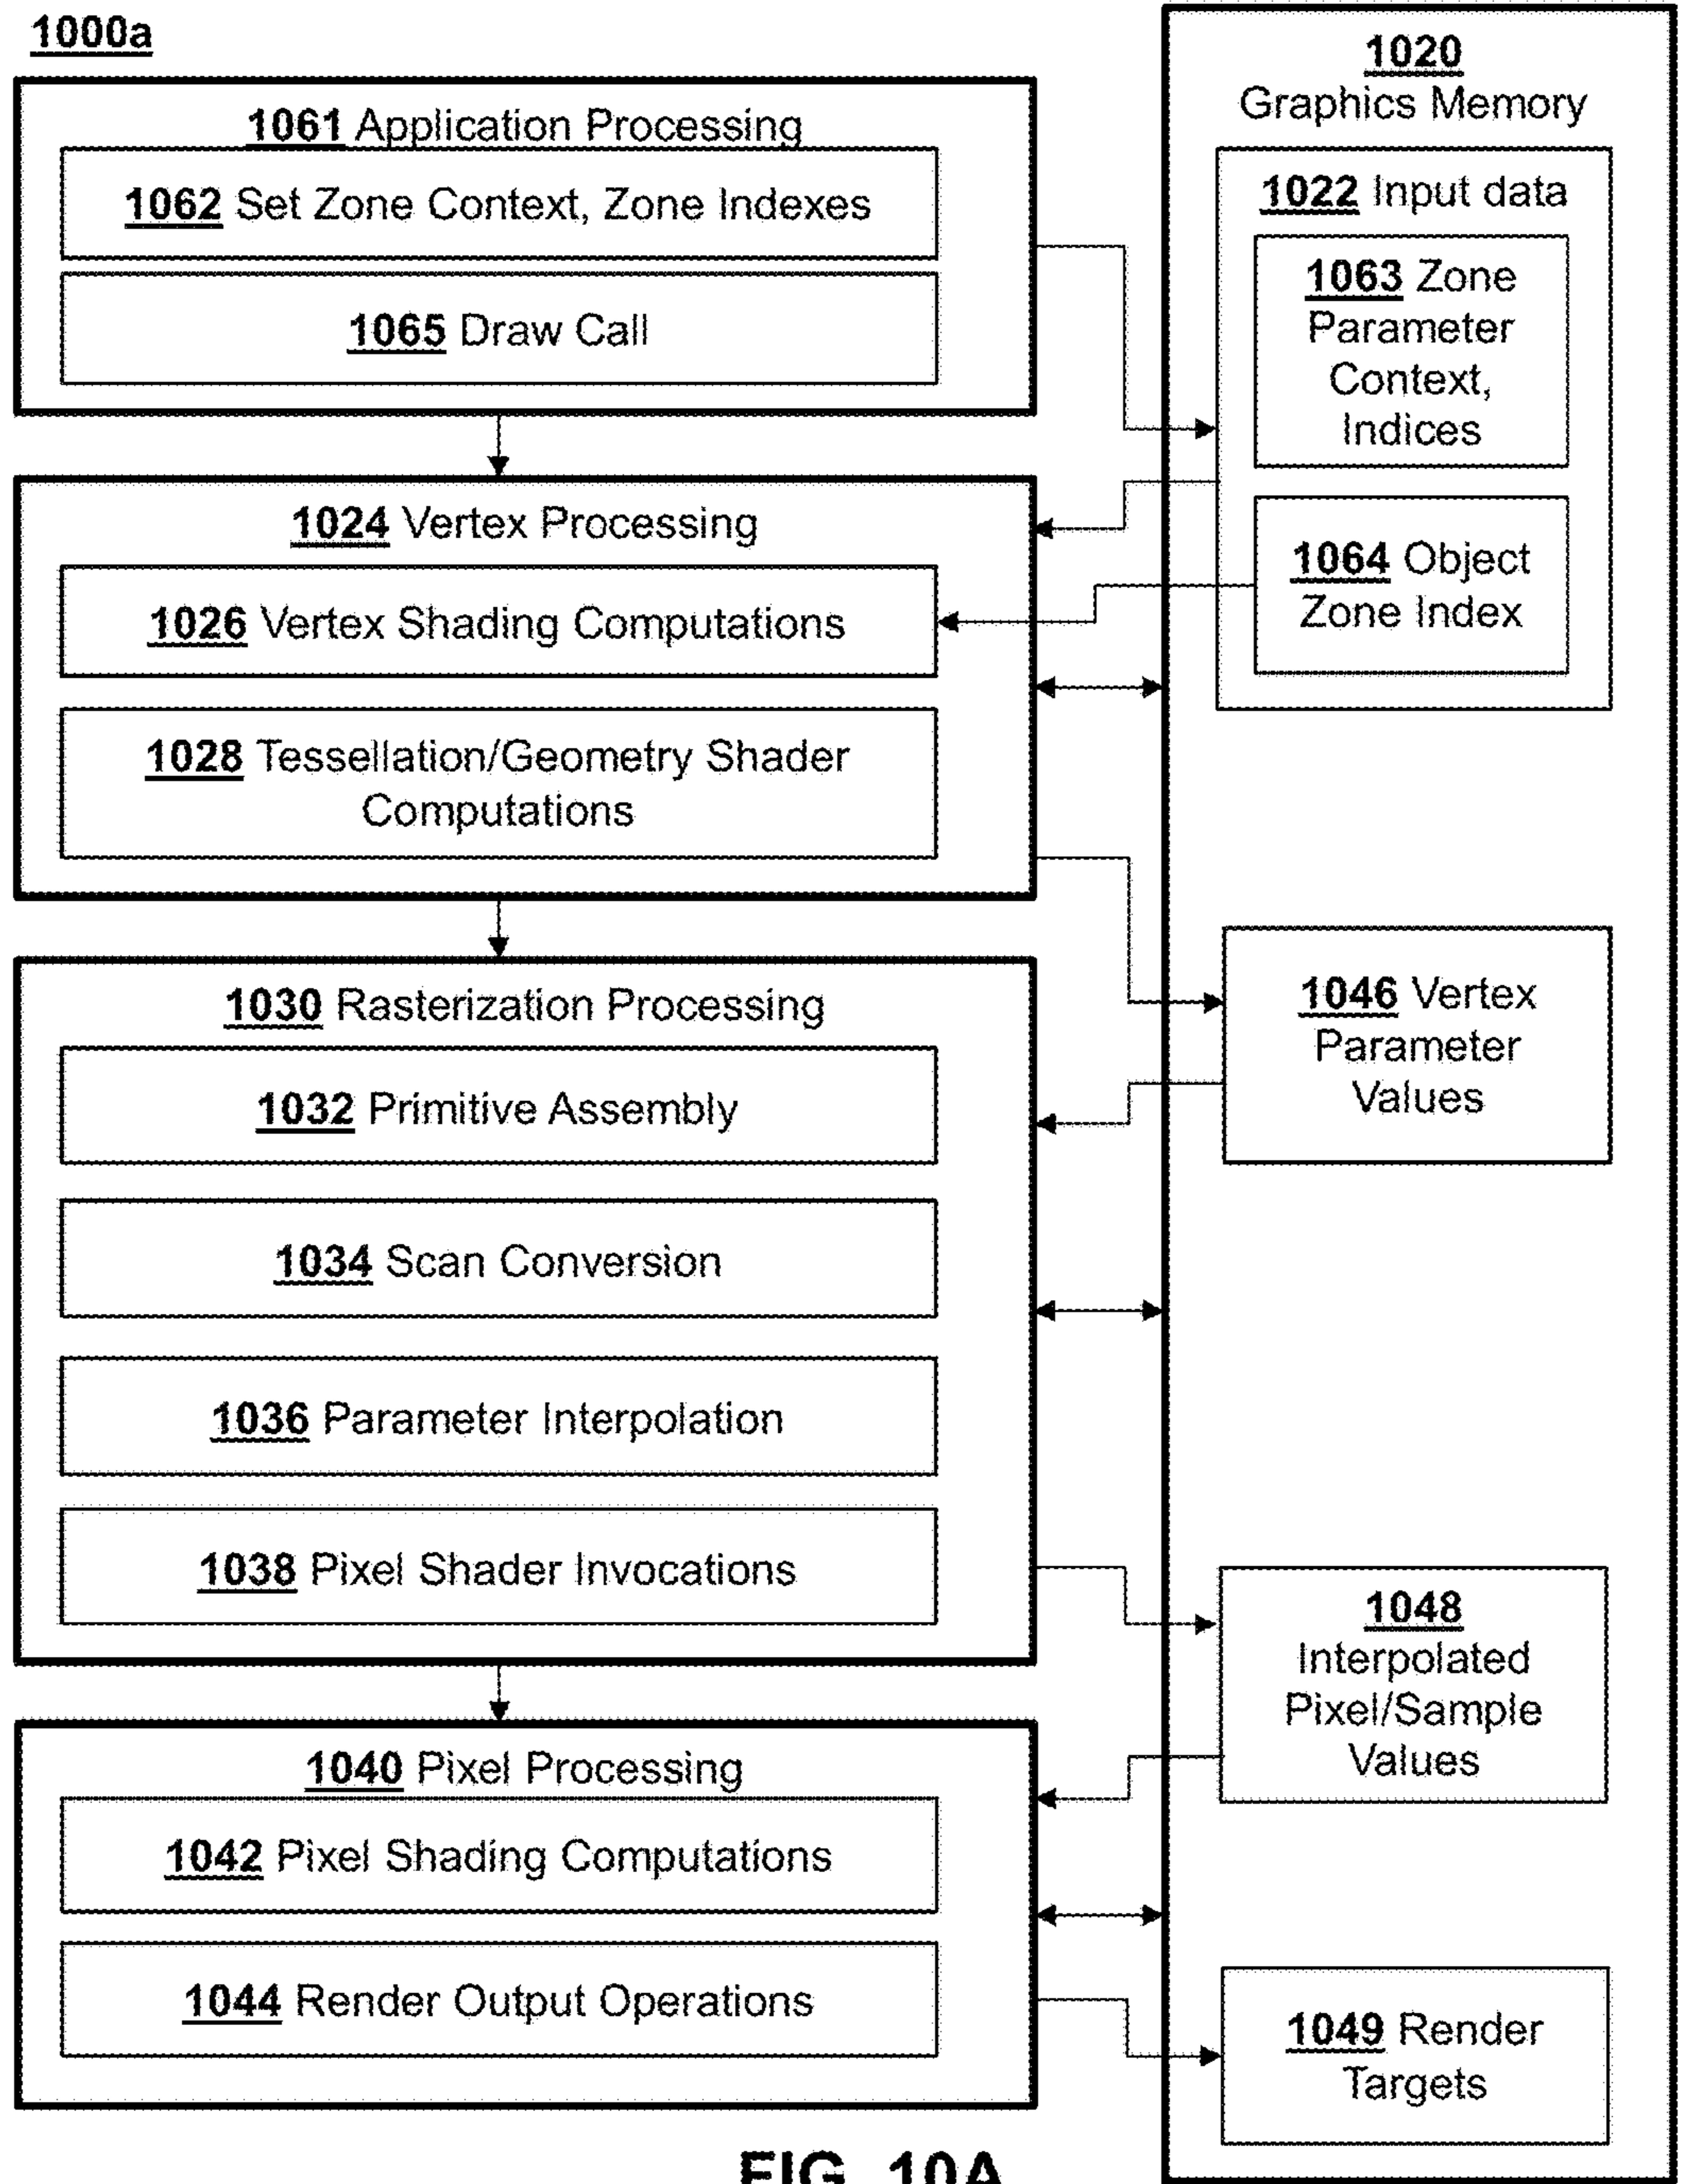 1000a
1061 Application Processing
1062 Set Zone Context, Zone Indexes
1065 Draw Call
1024 Vertex Processing
1026 Vertex Shading Computations
1028 Tessellation/Geometry Shader
Computations
1030 Rasterization Processing
1032 Primitive Assembly
1034 Scan Conversion
1036 Parameter Interpolation
1038 Pixel Shader Invocations
1040 Pixel Processing
1042 Pixel Shading Computations
1044 Render Output Operations
1020
Graphics Memory
1022 Input data
1063 Zone
Parameter
Context,
Indices
1064 Object
Zone Index
1046 Vertex
Parameter
Values
1048
Interpolated
Pixel/Sample
Values
1049 Render
Targets
FIG. 10A